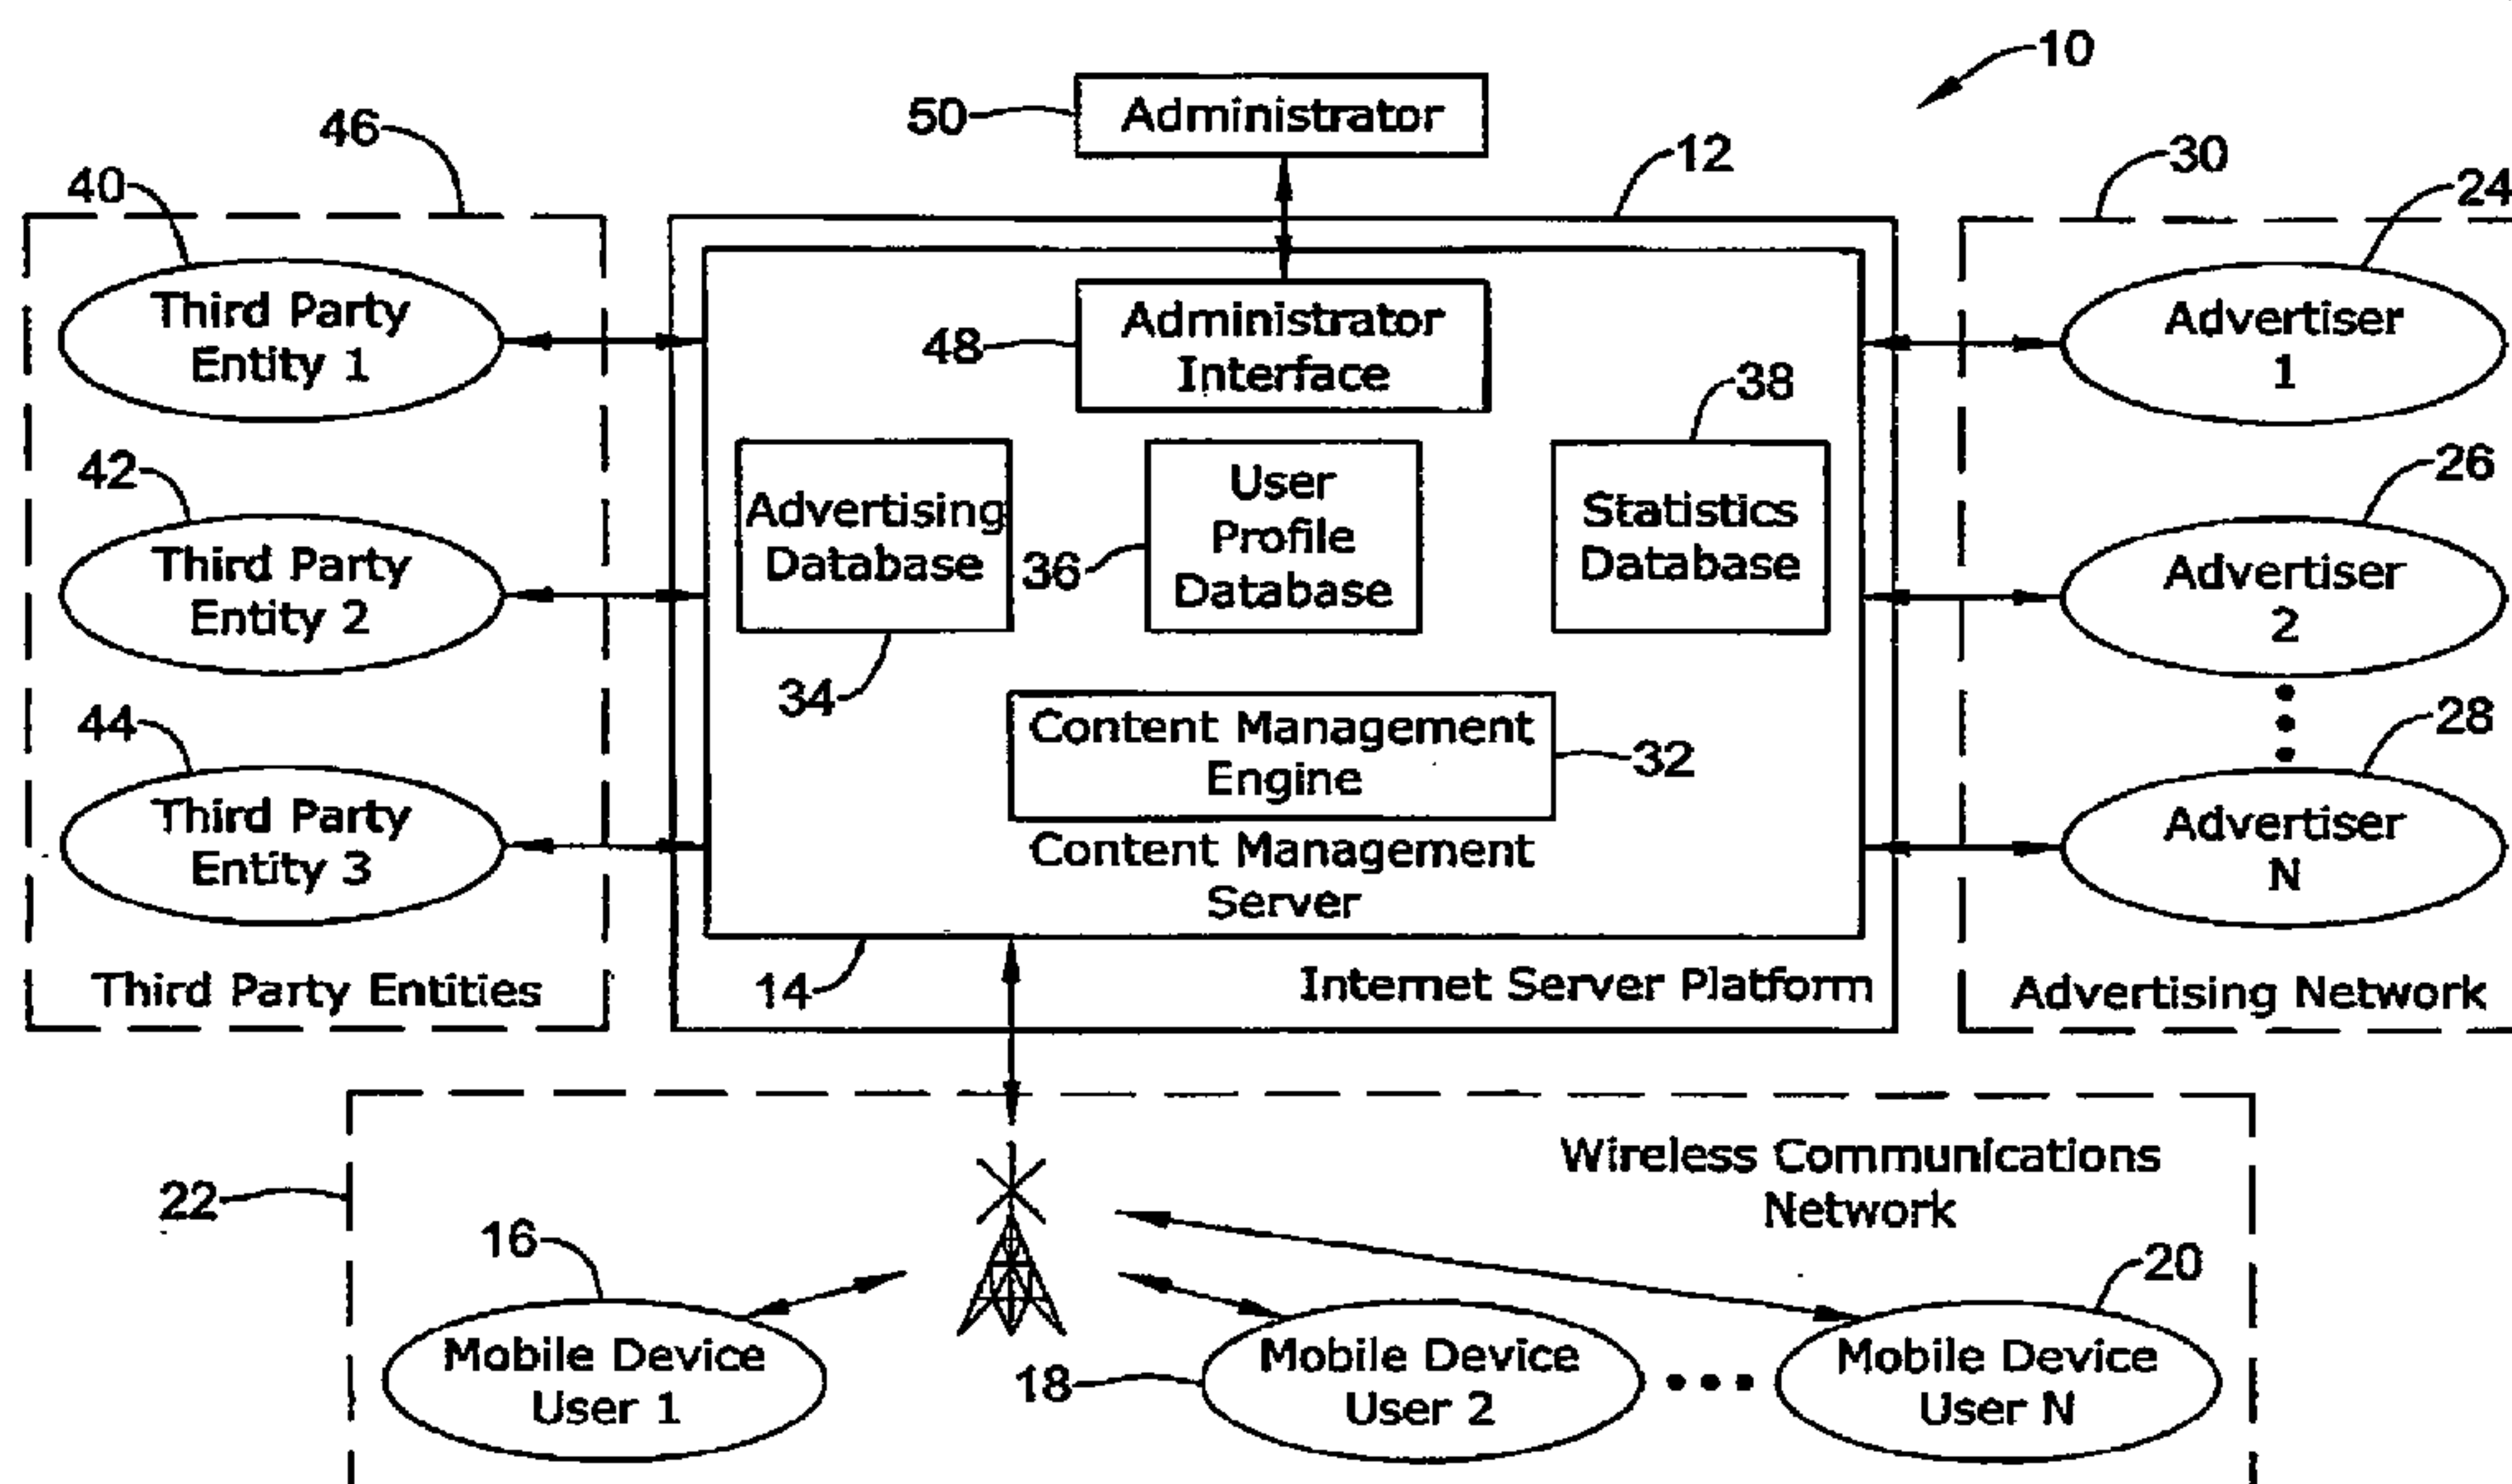 10
50
Administrator
46
12
30
40
24
Third Party
Entity 1
Administrator
Interface
48
38
Advertiser
1
42
26
Third Party
Entity 2
Advertising
Database
36
User
Profile
Database
Statistics
Database
Advertiser
2
34
44
28
Content Management
Engine
32
Third Party
Entity 3
Content Management
Server
Advertiser
N
Third Party Entities
14
Internet Server Platform
Advertising Network
Wireless Communications
Network
22
16
20
Mobile Device
User 1
18
Mobile Device
User 2
Mobile Device
User N